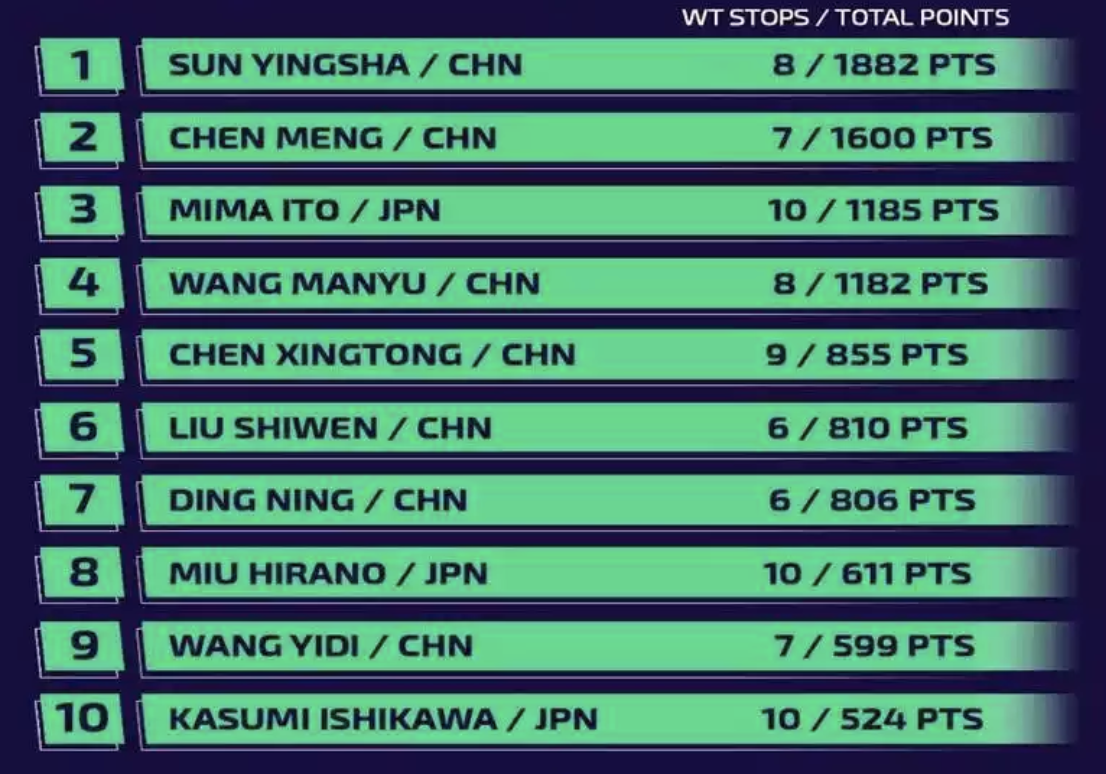 WT STOPS / TOTAL POINTS
1 SUN YINGSHA / CHN 8 / 1882 PTS
2 CHEN MENG / CHN 7 / 1600 PTS
3 MIMA ITO / JPN 10 / 1185 PTS
4 WANG MANYU / CHN 8 / 1182 PTS
5 CHEN XINGTONG / CHN 9 / 855 PTS
6 LIU SHIWEN / CHN 6 / 810 PTS
7 DING NING / CHN 6 / 806 PTS
8 MIU HIRANO / JPN 10 / 611 PTS
9 WANG YIDI / CHN 7 / 599 PTS
10 KASUMI ISHIKAWA / JPN 10 / 524 PTS